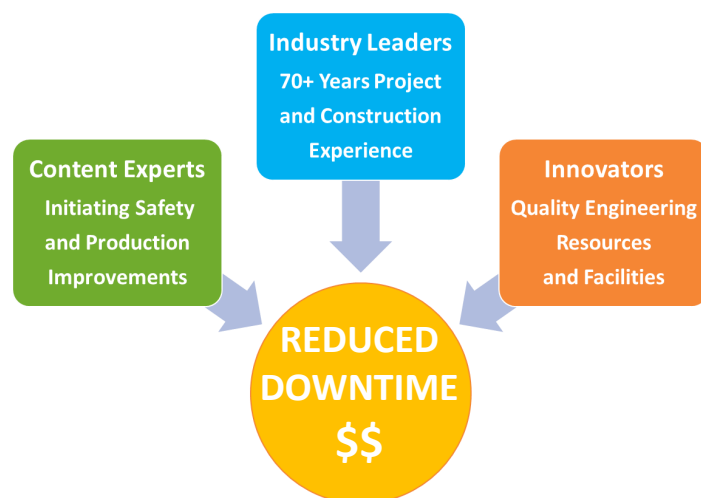 Industry Leaders
70+ Years Project
and Construction
Experience
Content Experts
Initiating Safety
and Production
Improvements
Innovators
Quality Engineering
Resources
and Facilities
REDUCED
DOWNTIME
$$